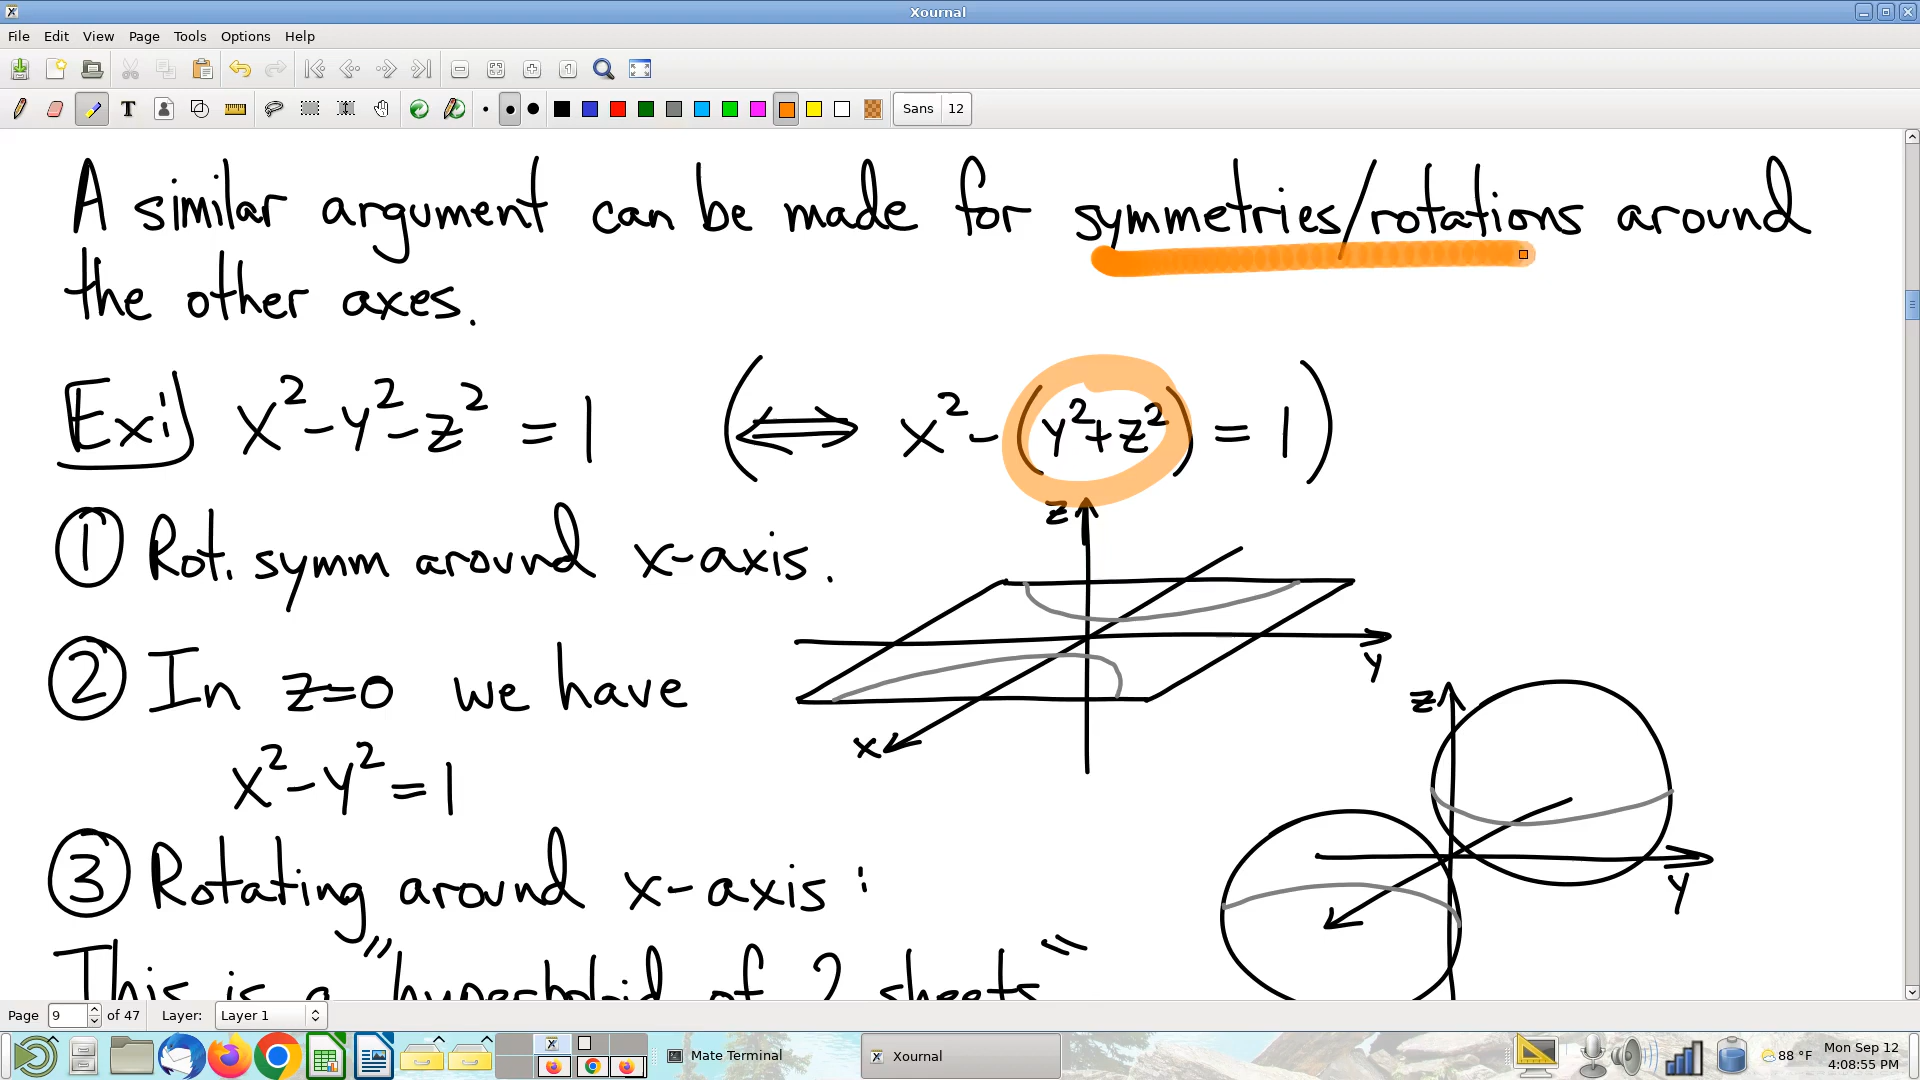 Xournal
File Edit View Page Tools Options Help
Sans 12
A similar argument can be made for symmetries/rotations around
the other axes.
Ex:) x²-y²-z² = 1 (⟺ x²-(y²+z²) = 1)
① Rot. symm around x-axis.
z
y
x
② In z=0 we have
x²-y²=1
z
y
③ Rotating around x-axis:
This is a "hyperboloid of 2 sheets"
Page 9 of 47 Layer: Layer 1
Mate Terminal
Xournal
88 °F
Mon Sep 12
4:08:55 PM